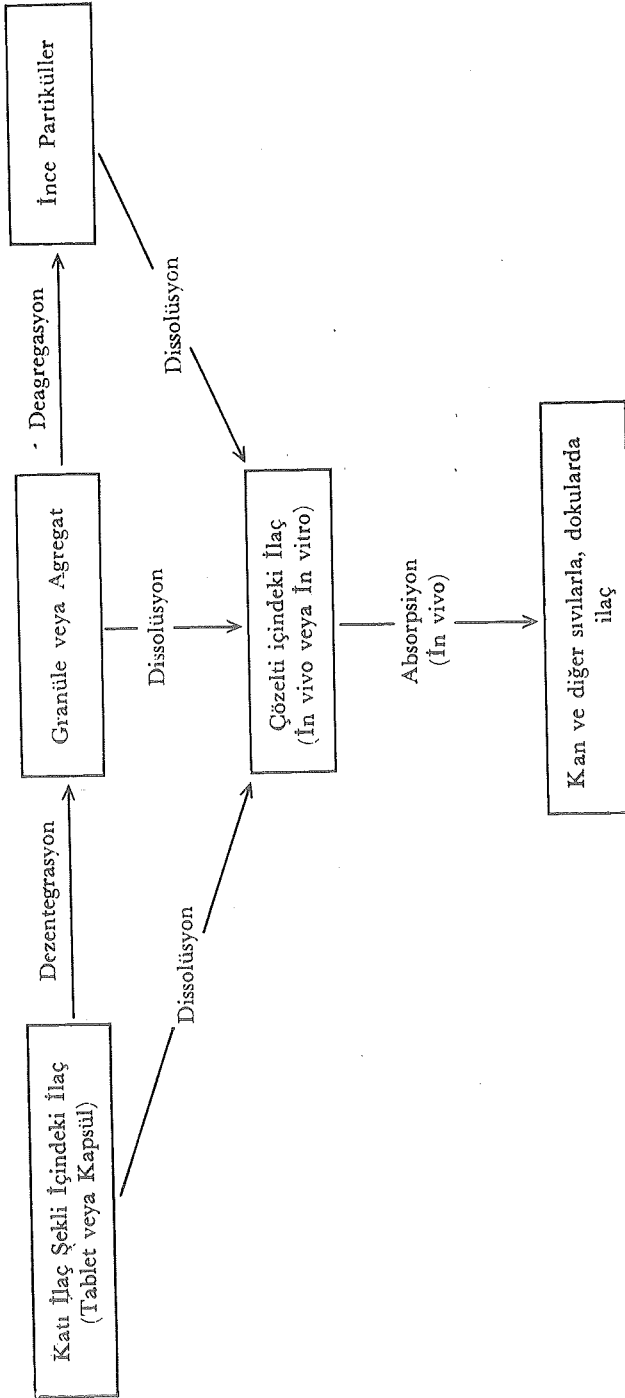 Katı İlaç Şekli İçindeki İlaç
(Tablet veya Kapsül)
Dezentegrasyon
Granüle veya Agregat
Deagregasyon
İnce Partiküller
Dissolüsyon
Dissolüsyon
Dissolüsyon
Çözelti içindeki İlaç
(İn vivo veya İn vitro)
Absorpsiyon
(İn vivo)
Kan ve diğer sıvılarla, dokularda
ilaç